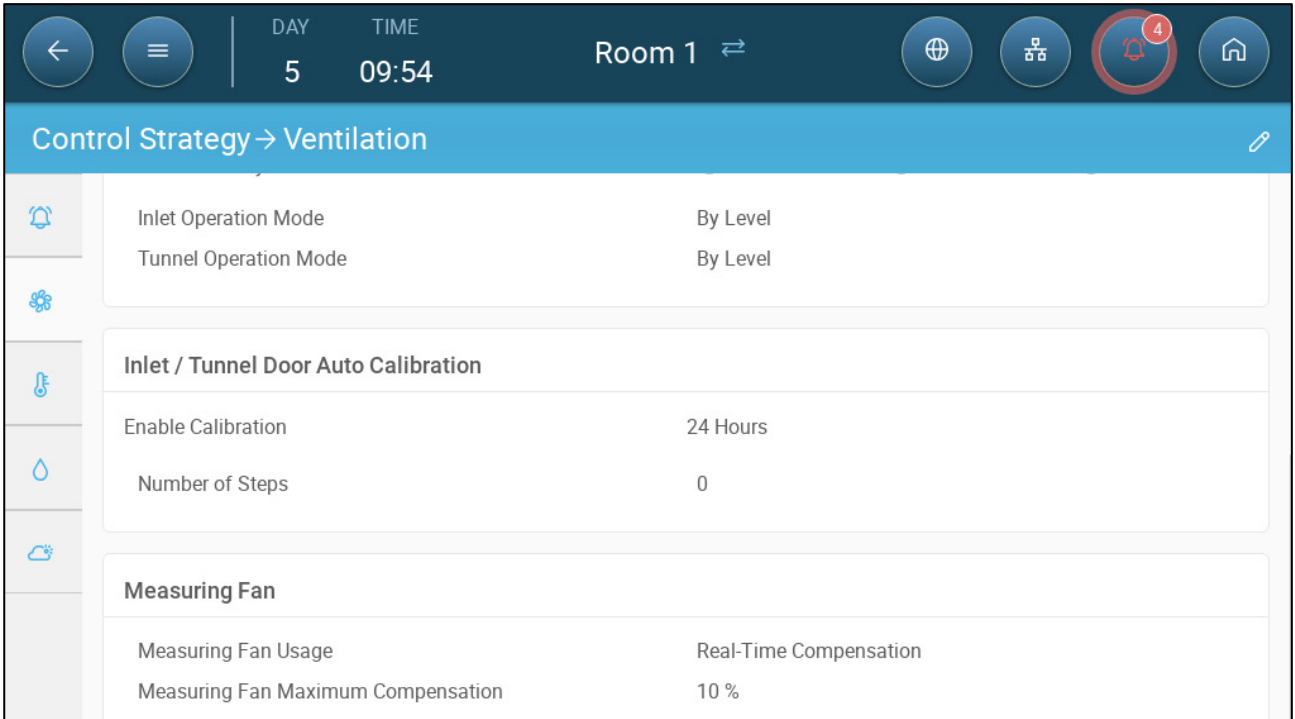 DAY TIME
5 09:54
Room 1
4
Control Strategy → Ventilation
Inlet Operation Mode By Level
Tunnel Operation Mode By Level
Inlet / Tunnel Door Auto Calibration
Enable Calibration 24 Hours
Number of Steps 0
Measuring Fan
Measuring Fan Usage Real-Time Compensation
Measuring Fan Maximum Compensation 10 %